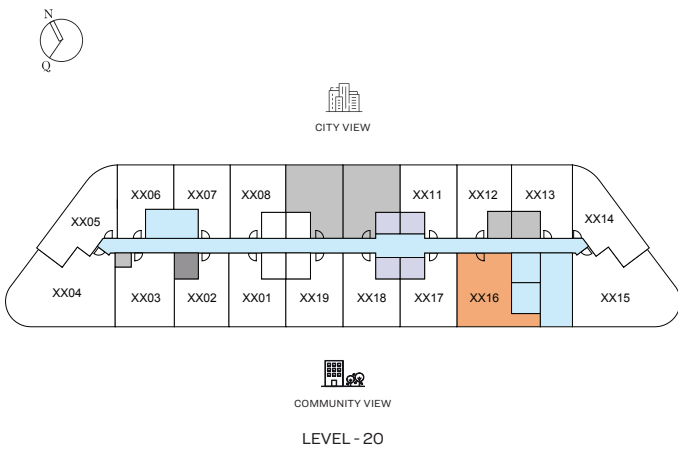 N
Q
CITY VIEW
XX06 XX07 XX08 XX11 XX12 XX13
XX05 XX14
XX04 XX03 XX02 XX01 XX19 XX18 XX17 XX16 XX15
COMMUNITY VIEW
LEVEL - 20